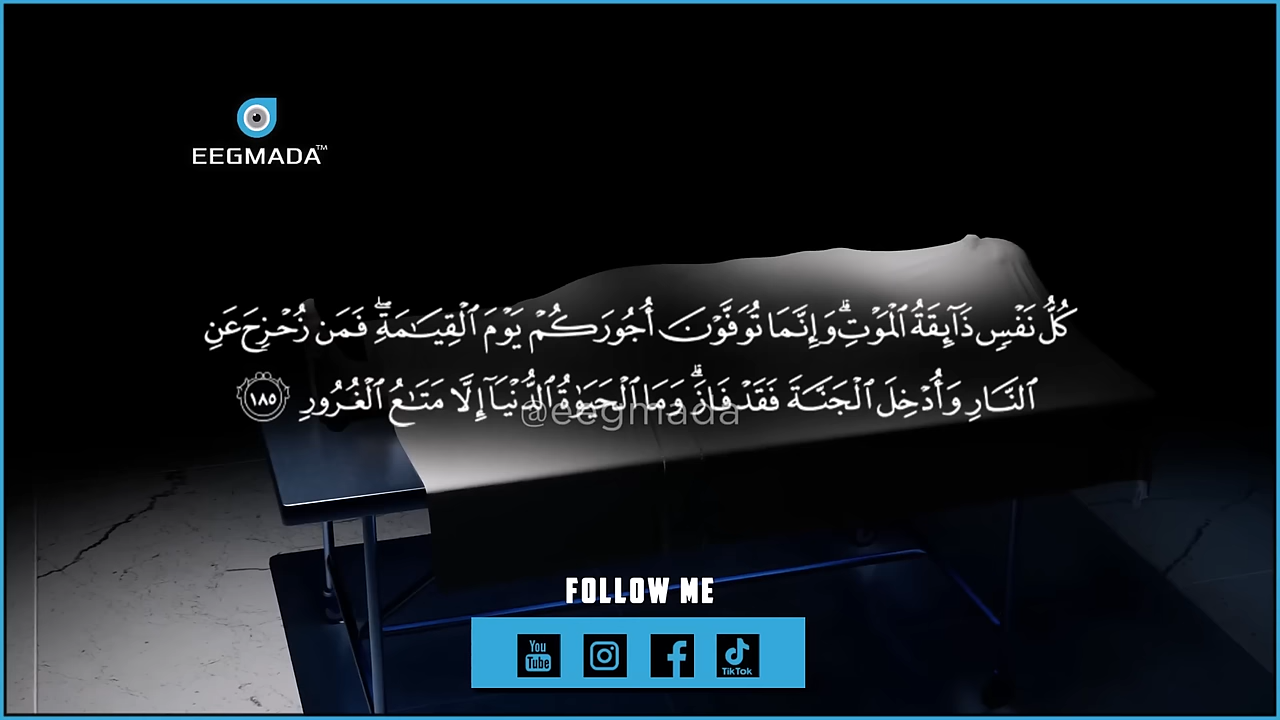 EEGMADA™
كُلُّ نَفْسٍ ذَآئِقَةُ ٱلْمَوْتِ ۗ وَإِنَّمَا تُوَفَّوْنَ أُجُورَكُمْ يَوْمَ ٱلْقِيَـٰمَةِ ۖ فَمَن زُحْزِحَ عَنِ
ٱلنَّارِ وَأُدْخِلَ ٱلْجَنَّةَ فَقَدْ فَازَ ۗ وَمَا ٱلْحَيَوٰةُ ٱلدُّنْيَآ إِلَّا مَتَـٰعُ ٱلْغُرُورِ ١٨٥
@eegmada
FOLLOW ME
You Tube
TikTok